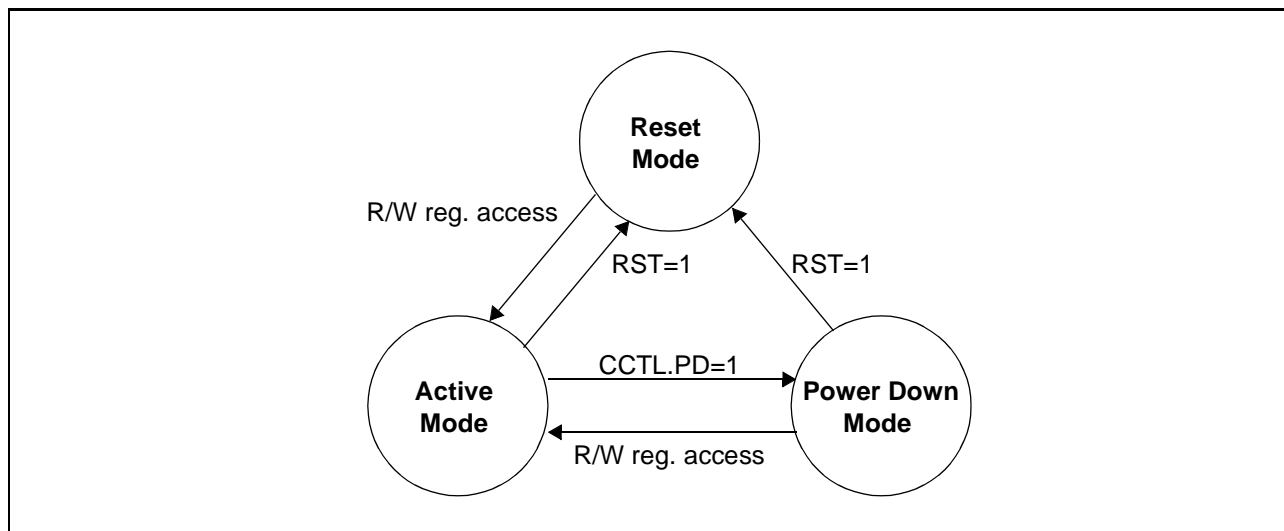 Reset
Mode
R/W reg. access
RST=1
RST=1
CCTL.PD=1
Active
Mode
Power Down
Mode
R/W reg. access